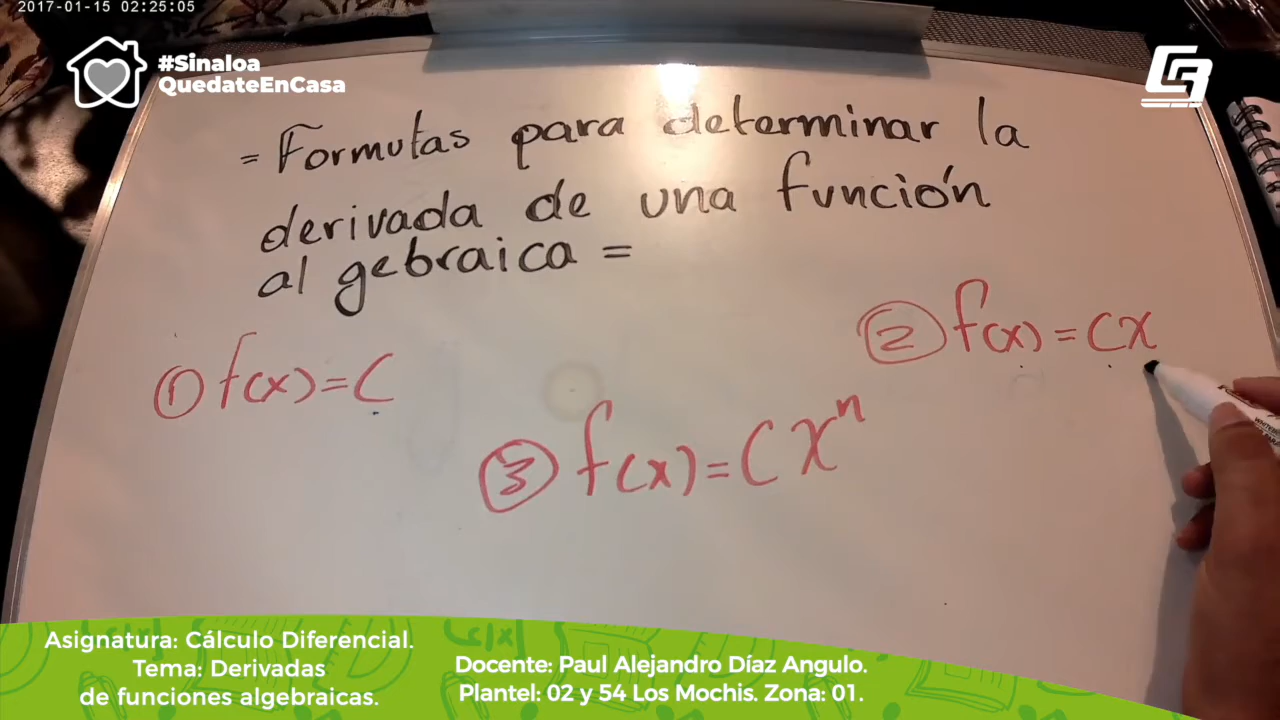 2017-01-15 02:25:05
#Sinaloa
QuedateEnCasa
= Formulas para determinar la
derivada de una función
al gebraica =
① f(x)=C
② f(x)=CX
③ f(x)=CXⁿ
Asignatura: Cálculo Diferencial.
Tema: Derivadas
de funciones algebraicas.
Docente: Paul Alejandro Díaz Angulo.
Plantel: 02 y 54 Los Mochis. Zona: 01.